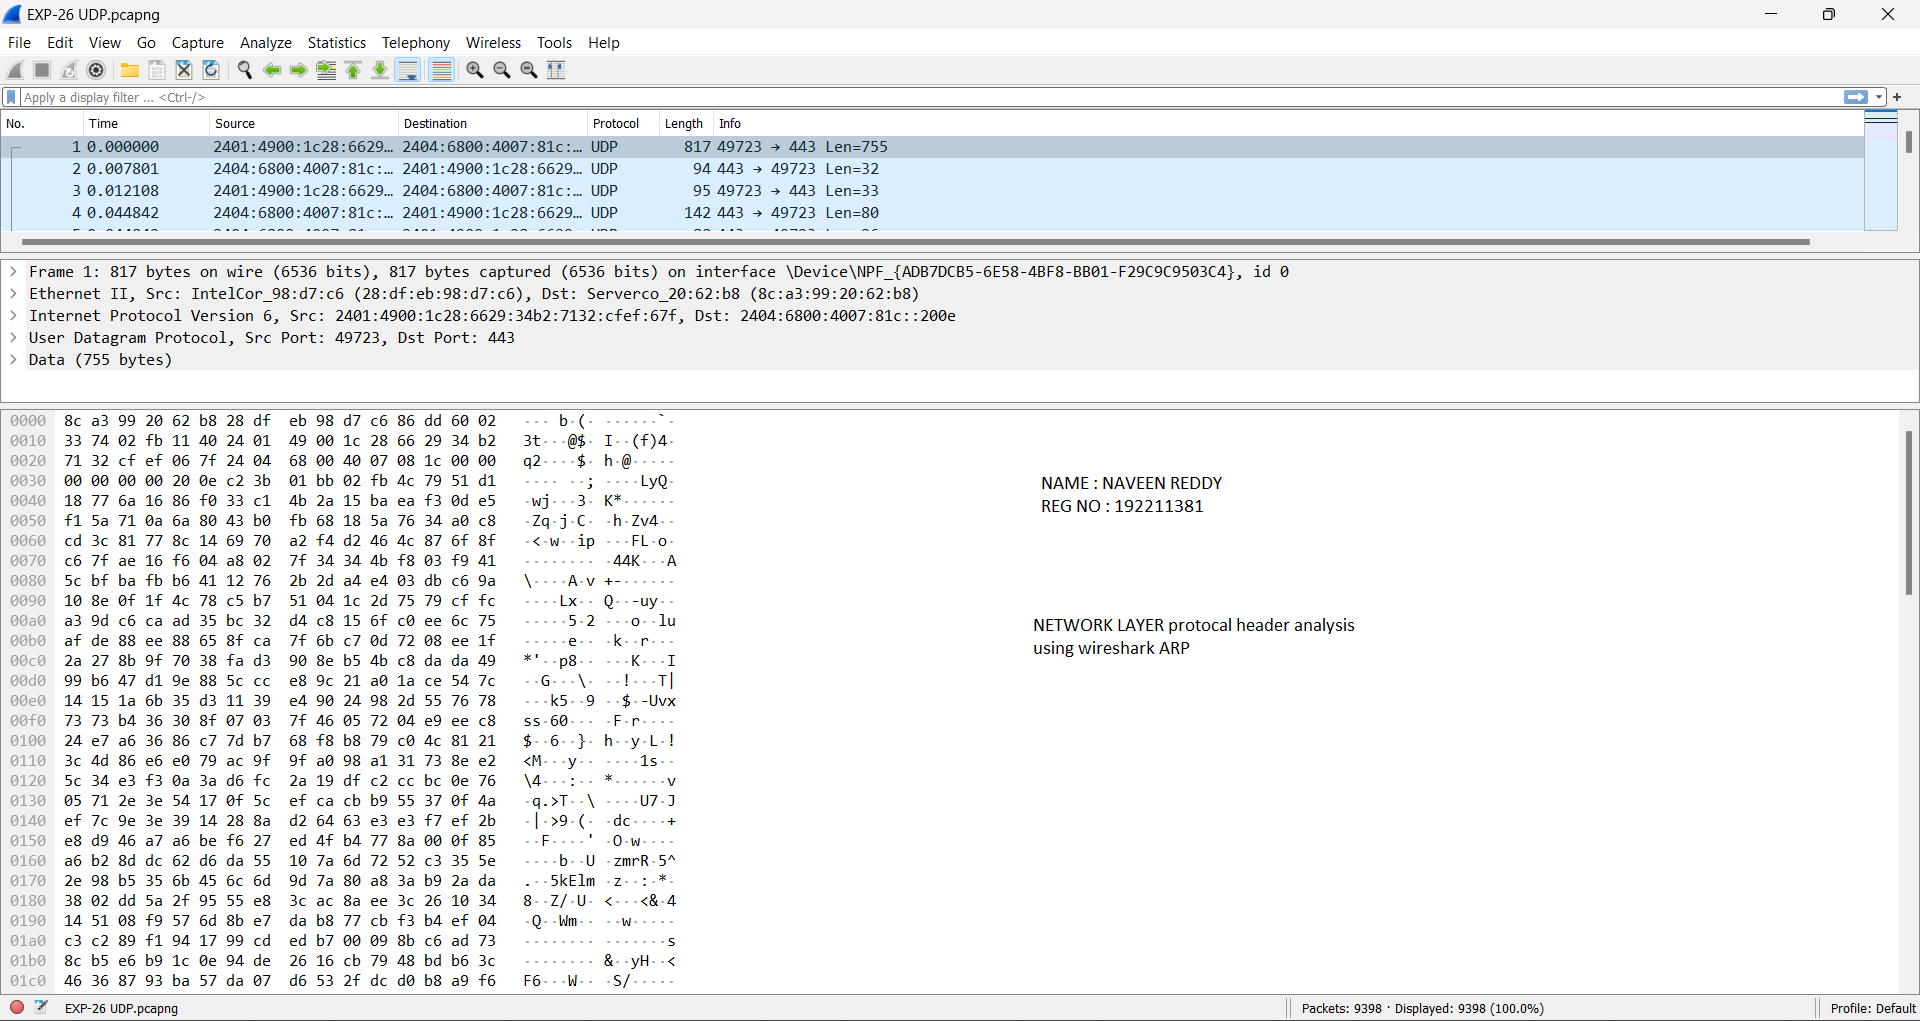 EXP-26 UDP.pcapng
File Edit View Go Capture Analyze Statistics Telephony Wireless Tools Help
Apply a display filter ... <Ctrl-/>
No. Time Source Destination Protocol Length Info
1 0.000000 2401:4900:1c28:6629… 2404:6800:4007:81c:… UDP 817 49723 → 443 Len=755
2 0.007801 2404:6800:4007:81c:… 2401:4900:1c28:6629… UDP 94 443 → 49723 Len=32
3 0.012108 2401:4900:1c28:6629… 2404:6800:4007:81c:… UDP 95 49723 → 443 Len=33
4 0.044842 2404:6800:4007:81c:… 2401:4900:1c28:6629… UDP 142 443 → 49723 Len=80
Frame 1: 817 bytes on wire (6536 bits), 817 bytes captured (6536 bits) on interface \Device\NPF_{ADB7DCB5-6E58-4BF8-BB01-F29C9C9503C4}, id 0
Ethernet II, Src: IntelCor_98:d7:c6 (28:df:eb:98:d7:c6), Dst: Serverco_20:62:b8 (8c:a3:99:20:62:b8)
Internet Protocol Version 6, Src: 2401:4900:1c28:6629:34b2:7132:cfef:67f, Dst: 2404:6800:4007:81c::200e
User Datagram Protocol, Src Port: 49723, Dst Port: 443
Data (755 bytes)
0000 8c a3 99 20 62 b8 28 df eb 98 d7 c6 86 dd 60 02 ··· b·(· ······`·
0010 33 74 02 fb 11 40 24 01 49 00 1c 28 66 29 34 b2 3t···@$· I··(f)4·
0020 71 32 cf ef 06 7f 24 04 68 00 40 07 08 1c 00 00 q2····$· h·@·····
0030 00 00 00 00 20 0e c2 3b 01 bb 02 fb 4c 79 51 d1 ···· ··; ····LyQ·
0040 18 77 6a 16 86 f0 33 c1 4b 2a 15 ba ea f3 0d e5 ·wj···3· K*······
0050 f1 5a 71 0a 6a 80 43 b0 fb 68 18 5a 76 34 a0 c8 ·Zq·j·C· ·h·Zv4··
0060 cd 3c 81 77 8c 14 69 70 a2 f4 d2 46 4c 87 6f 8f ·<·w··ip ···FL·o·
0070 c6 7f ae 16 f6 04 a8 02 7f 34 34 4b f8 03 f9 41 ········ ·44K···A
0080 5c bf ba fb b6 41 12 76 2b 2d a4 e4 03 db c6 9a \····A·v +-······
0090 10 8e 0f 1f 4c 78 c5 b7 51 04 1c 2d 75 79 cf fc ····Lx·· Q··-uy··
00a0 a3 9d c6 ca ad 35 bc 32 d4 c8 15 6f c0 ee 6c 75 ·····5·2 ···o··lu
00b0 af de 88 ee 88 65 8f ca 7f 6b c7 0d 72 08 ee 1f ·····e·· ·k··r···
00c0 2a 27 8b 9f 70 38 fa d3 90 8e b5 4b c8 da da 49 *'··p8·· ···K···I
00d0 99 b6 47 d1 9e 88 5c cc e8 9c 21 a0 1a ce 54 7c ··G···\· ··!···T|
00e0 14 15 1a 6b 35 d3 11 39 e4 90 24 98 2d 55 76 78 ···k5··9 ··$·-Uvx
00f0 73 73 b4 36 30 8f 07 03 7f 46 05 72 04 e9 ee c8 ss·60··· ·F·r····
0100 24 e7 a6 36 86 c7 7d b7 68 f8 b8 79 c0 4c 81 21 $··6··}· h··y·L·!
0110 3c 4d 86 e6 e0 79 ac 9f 9f a0 98 a1 31 73 8e e2 <M···y·· ····1s··
0120 5c 34 e3 f3 0a 3a d6 fc 2a 19 df c2 cc bc 0e 76 \4···:·· *······v
0130 05 71 2e 3e 54 17 0f 5c ef ca cb b9 55 37 0f 4a ·q.>T··\ ····U7·J
0140 ef 7c 9e 3e 39 14 28 8a d2 64 63 e3 e3 f7 ef 2b ·|·>9·(· ·dc····+
0150 e8 d9 46 a7 a6 be f6 27 ed 4f b4 77 8a 00 0f 85 ··F····' ·O·w····
0160 a6 b2 8d dc 62 d6 da 55 10 7a 6d 72 52 c3 35 5e ····b··U ·zmrR·5^
0170 2e 98 b5 35 6b 45 6c 6d 9d 7a 80 a8 3a b9 2a da .··5kElm ·z··:·*·
0180 38 02 dd 5a 2f 95 55 e8 3c ac 8a ee 3c 26 10 34 8··Z/·U· <···<&·4
0190 14 51 08 f9 57 6d 8b e7 da b8 77 cb f3 b4 ef 04 ·Q··Wm·· ··w·····
01a0 c3 c2 89 f1 94 17 99 cd ed b7 00 09 8b c6 ad 73 ········ ·······s
01b0 8c b5 e6 b9 1c 0e 94 de 26 16 cb 79 48 bd b6 3c ········ &··yH··<
01c0 46 36 87 93 ba 57 da 07 d6 53 2f dc d0 b8 a9 f6 F6···W·· ·S/·····
NAME : NAVEEN REDDY
REG NO : 192211381
NETWORK LAYER protocal header analysis
using wireshark ARP
EXP-26 UDP.pcapng Packets: 9398 · Displayed: 9398 (100.0%) Profile: Default